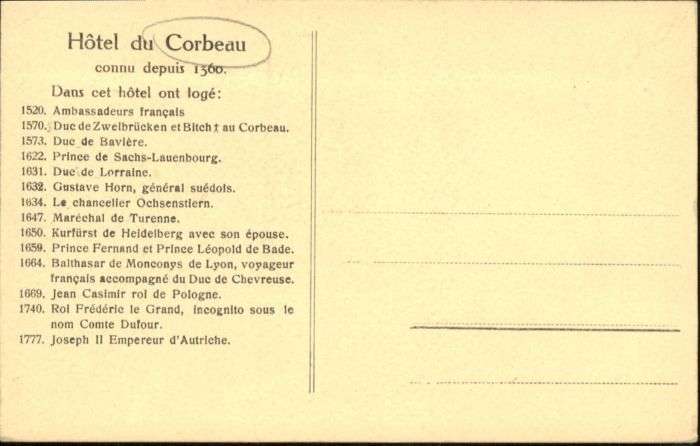 Hôtel du Corbeau
connu depuis 1360.
Dans cet hôtel ont logé:
1520. Ambassadeurs français
1570. Duc de Zweibrücken et Bitch † au Corbeau.
1573. Duc de Bavière.
1622. Prince de Sachs-Lauenbourg.
1631. Duc de Lorraine.
1632. Gustave Horn, général suédois.
1634. Le chancelier Ochsenstiern.
1647. Maréchal de Turenne.
1650. Kurfürst de Heidelberg avec son épouse.
1659. Prince Fernand et Prince Léopold de Bade.
1664. Balthasar de Monconys de Lyon, voyageur
français accompagné du Duc de Chevreuse.
1669. Jean Casimir roi de Pologne.
1740. Roi Frédéric le Grand, incognito sous le
nom Comte Dufour.
1777. Joseph II Empereur d'Autriche.